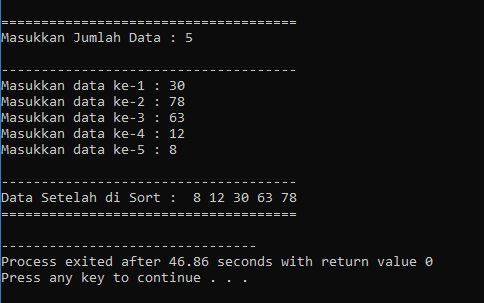 =====================================
Masukkan Jumlah Data : 5
-------------------------------------
Masukkan data ke-1 : 30
Masukkan data ke-2 : 78
Masukkan data ke-3 : 63
Masukkan data ke-4 : 12
Masukkan data ke-5 : 8
-------------------------------------
Data Setelah di Sort :  8 12 30 63 78
=====================================
--------------------------------
Process exited after 46.86 seconds with return value 0
Press any key to continue . . .